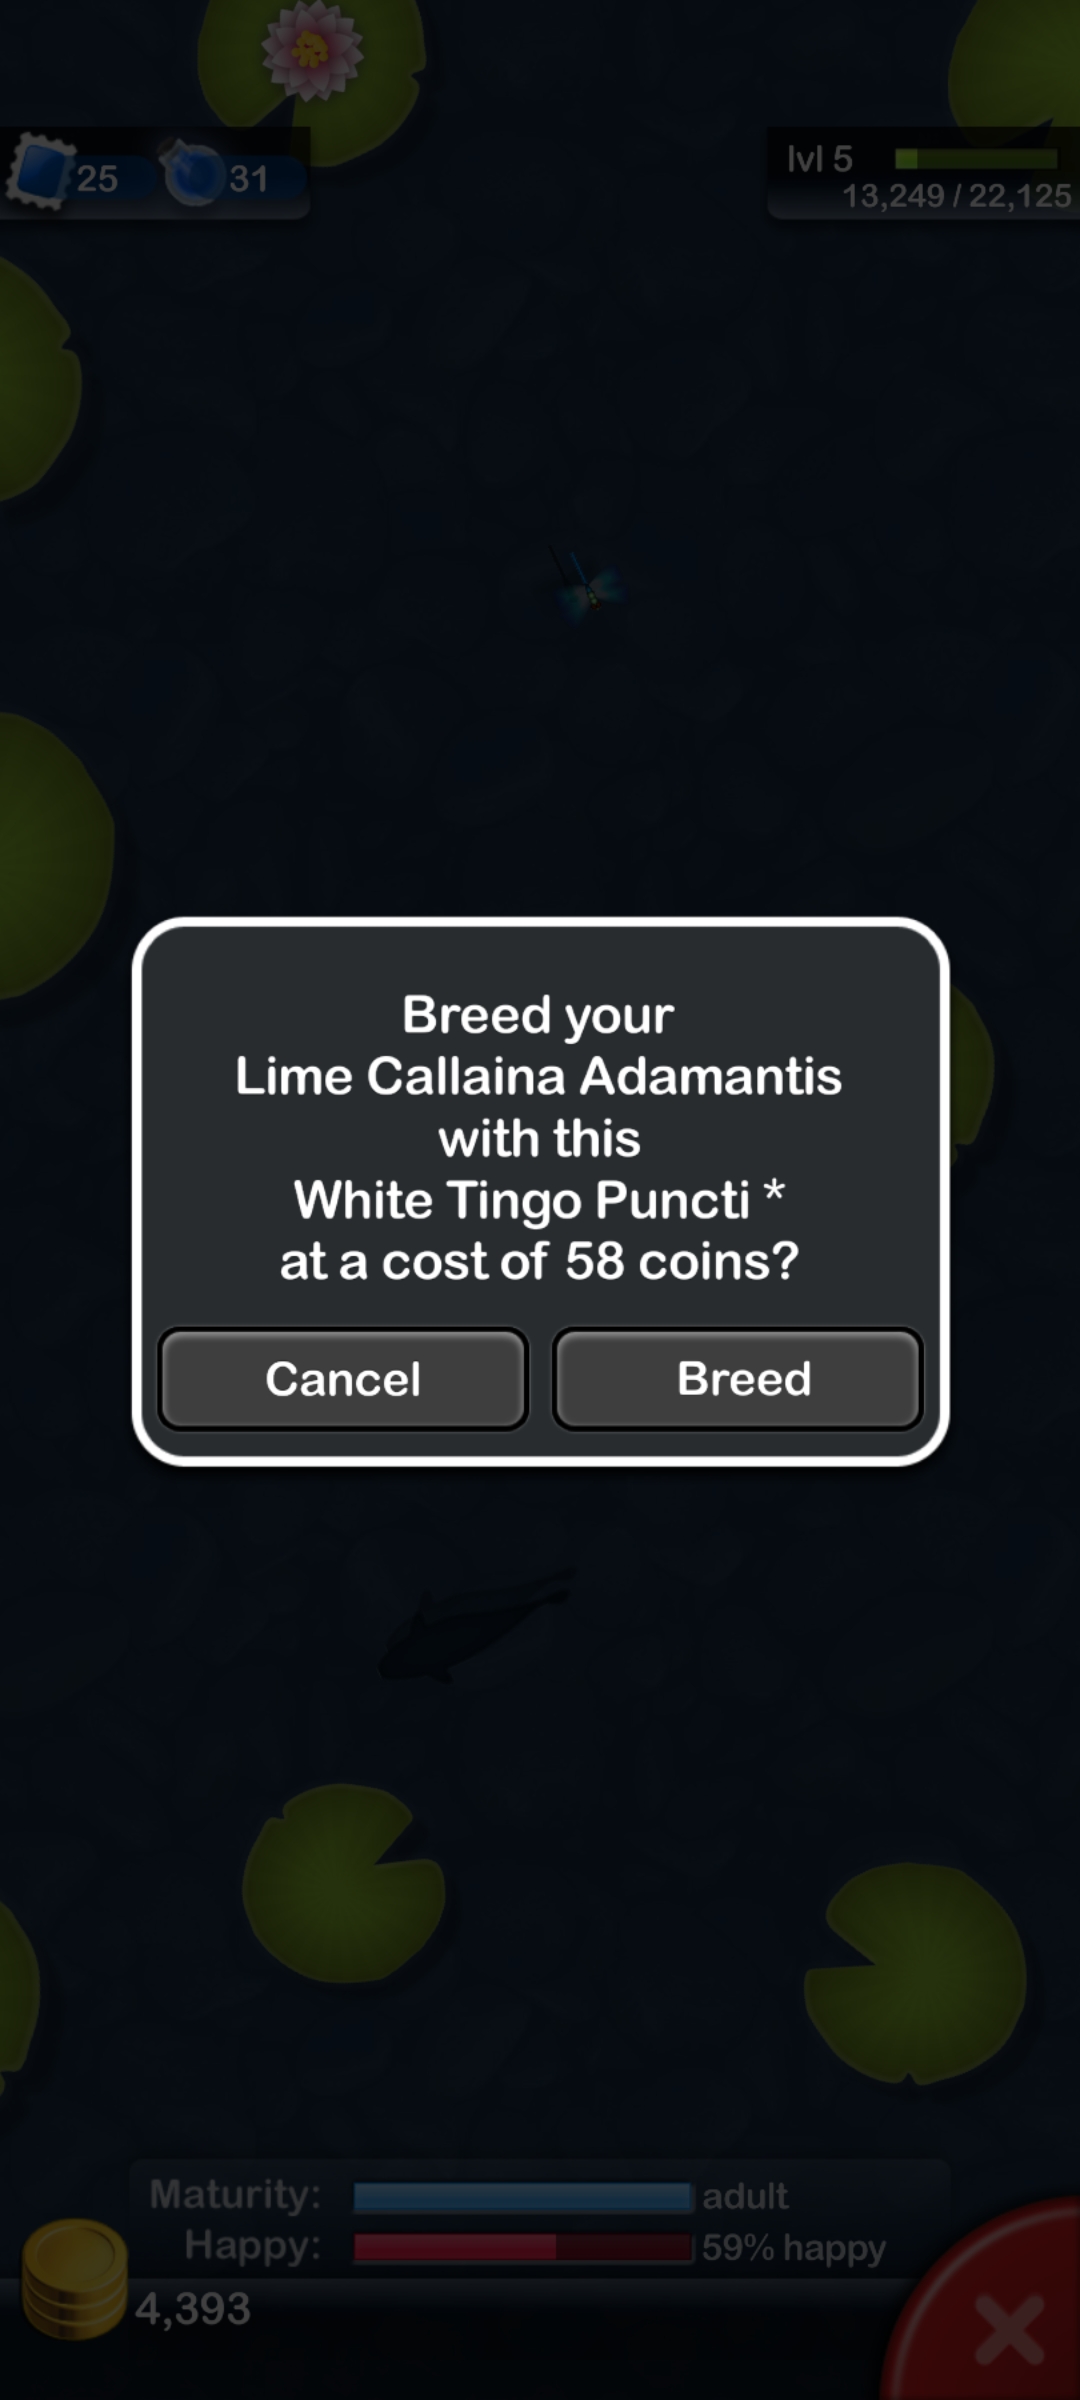 25
31
lvl 5
13,249 / 22,125
Breed your
Lime Callaina Adamantis
with this
White Tingo Puncti *
at a cost of 58 coins?
Cancel
Breed
Maturity: adult
Happy: 59% happy
4,393